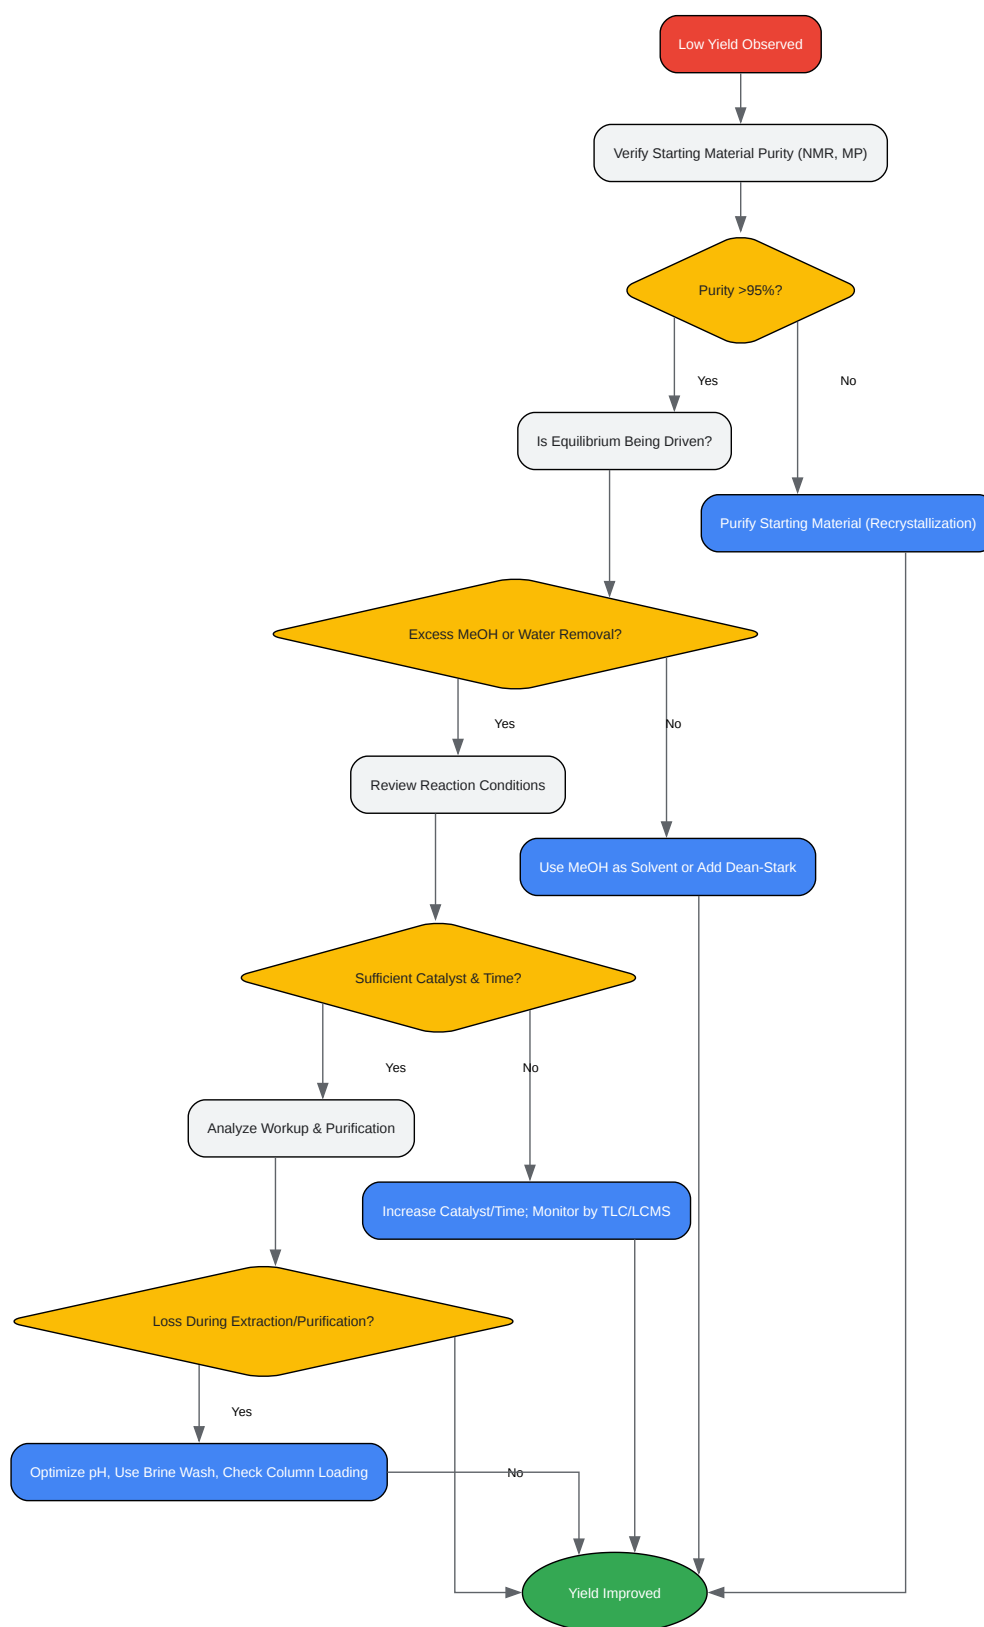 Low Yield Observed
Verify Starting Material Purity (NMR, MP)
Purity >95%?
Yes
No
Is Equilibrium Being Driven?
Purify Starting Material (Recrystallization)
Excess MeOH or Water Removal?
Yes
No
Review Reaction Conditions
Use MeOH as Solvent or Add Dean-Stark
Sufficient Catalyst & Time?
Yes
No
Analyze Workup & Purification
Increase Catalyst/Time; Monitor by TLC/LCMS
Loss During Extraction/Purification?
Yes
Optimize pH, Use Brine Wash, Check Column Loading
No
Yield Improved